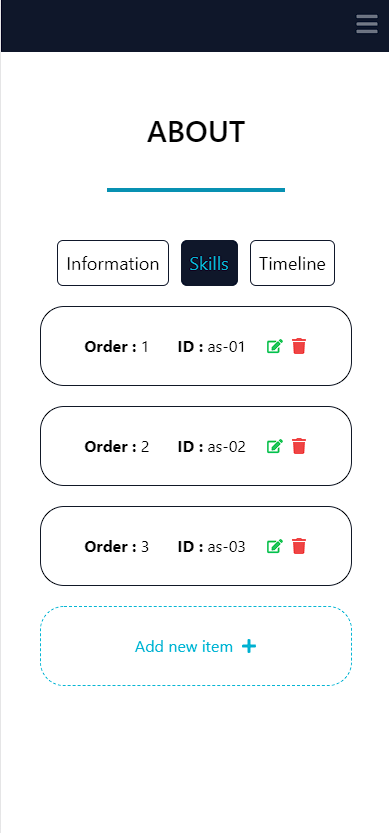 ABOUT
Information Skills Timeline
Order : 1 ID : as-01
Order : 2 ID : as-02
Order : 3 ID : as-03
Add new item